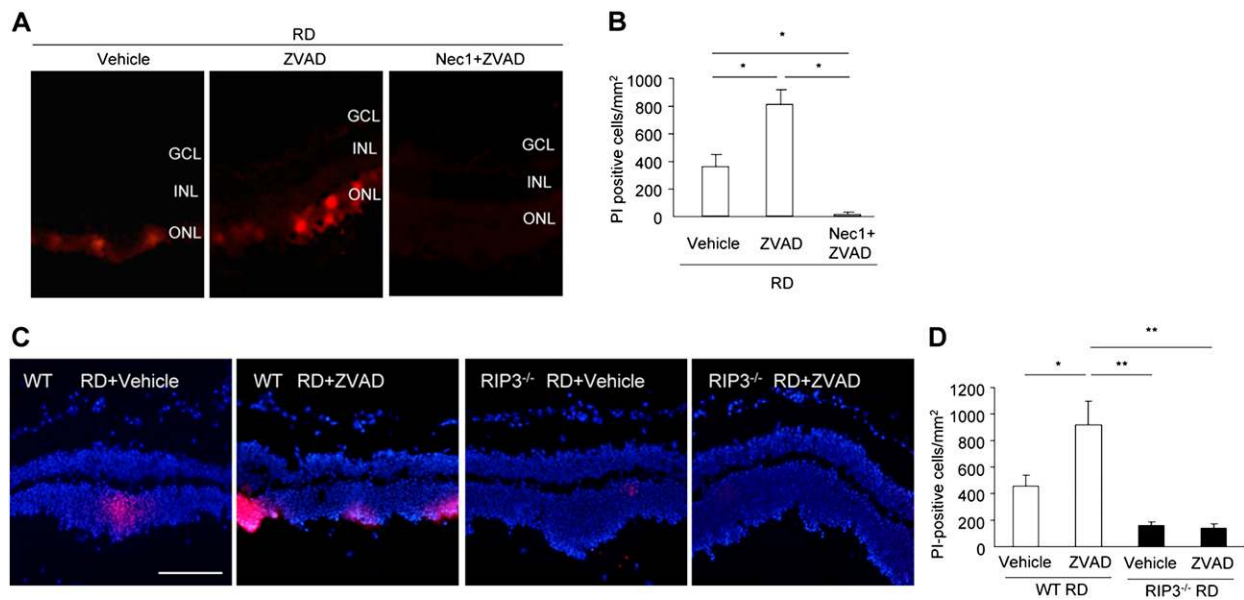 A
RD
Vehicle ZVAD Nec1+ZVAD
GCL
INL
ONL
GCL
INL
ONL
GCL
INL
ONL
B
* 
* *
PI positive cells/mm²
1000
800
600
400
200
0
Vehicle ZVAD Nec1+
ZVAD
RD
C
WT RD+Vehicle
WT RD+ZVAD
RIP3-/- RD+Vehicle
RIP3-/- RD+ZVAD
D
**
* **
PI-positive cells/mm²
1200
1000
800
600
400
200
0
Vehicle ZVAD Vehicle ZVAD
WT RD RIP3-/- RD